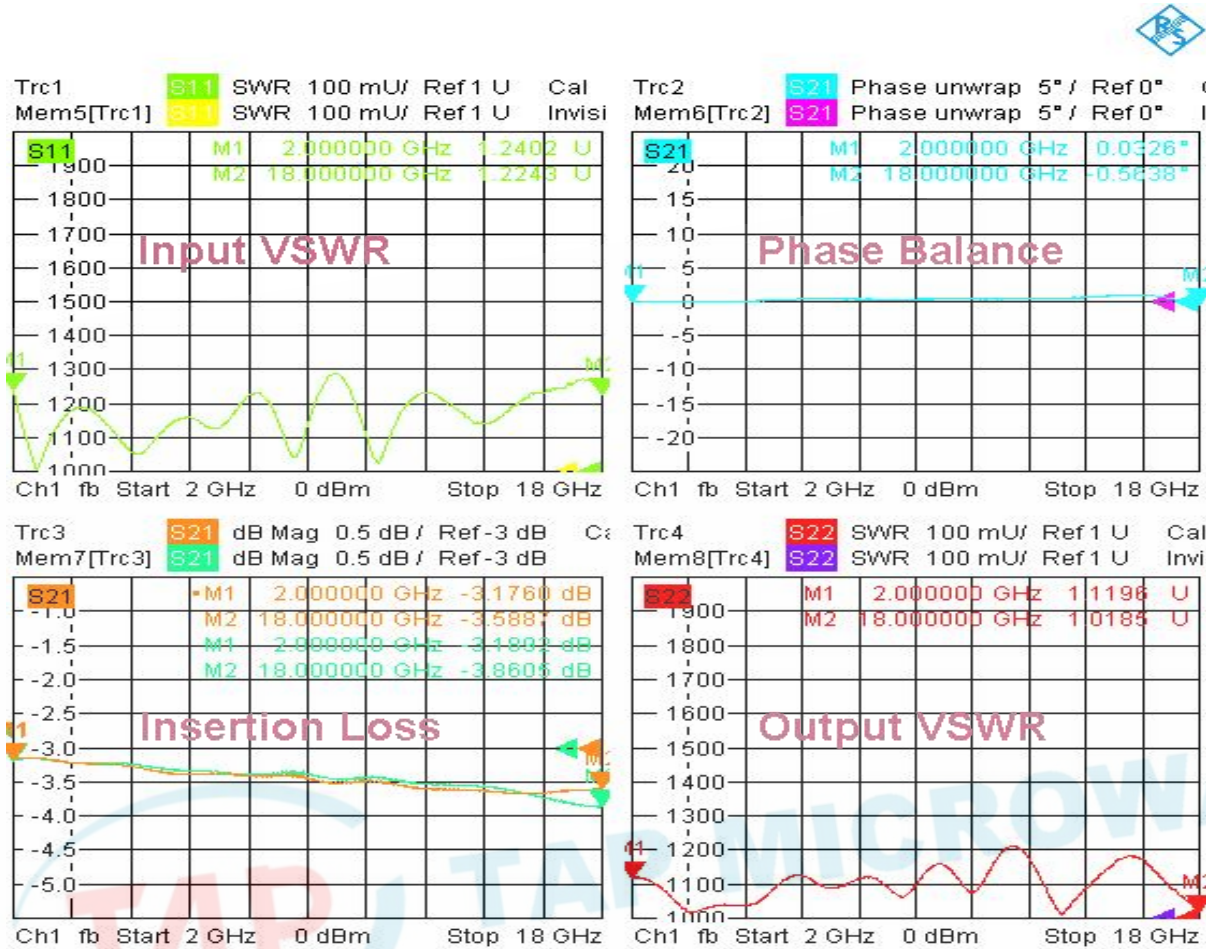 R S
Trc1 S11 SWR 100 mU/ Ref 1 U Cal
Mem5[Trc1] S11 SWR 100 mU/ Ref 1 U Invisi
S11
M1 2.000000 GHz 1.2402 U
M2 18.000000 GHz 1.2243 U
1900
1800
1700
Input VSWR
1600
1500
1400
1300
1200
1100
1000
Ch1 fb Start 2 GHz 0 dBm Stop 18 GHz
Trc2 S21 Phase unwrap 5°/ Ref 0°
Mem6[Trc2] S21 Phase unwrap 5°/ Ref 0°
S21
M1 2.000000 GHz 0.0326°
M2 18.000000 GHz -0.5638°
20
15
10
Phase Balance
5
0
-5
-10
-15
-20
Ch1 fb Start 2 GHz 0 dBm Stop 18 GHz
Trc3 S21 dB Mag 0.5 dB / Ref -3 dB Ca
Mem7[Trc3] S21 dB Mag 0.5 dB / Ref -3 dB
S21
•M1 2.000000 GHz -3.1760 dB
M2 18.000000 GHz -3.5887 dB
M1 2.000000 GHz -3.1892 dB
M2 18.000000 GHz -3.8605 dB
-1.0
-1.5
-2.0
-2.5
Insertion Loss
-3.0
-3.5
-4.0
-4.5
-5.0
Ch1 fb Start 2 GHz 0 dBm Stop 18 GHz
Trc4 S22 SWR 100 mU/ Ref 1 U Cal
Mem8[Trc4] S22 SWR 100 mU/ Ref 1 U Invi
S22
M1 2.000000 GHz 1.1196 U
M2 18.000000 GHz 1.0185 U
1900
1800
1700
1600
Output VSWR
1500
1400
1300
1200
1100
1000
Ch1 fb Start 2 GHz 0 dBm Stop 18 GHz
TAP
TAP MICROW